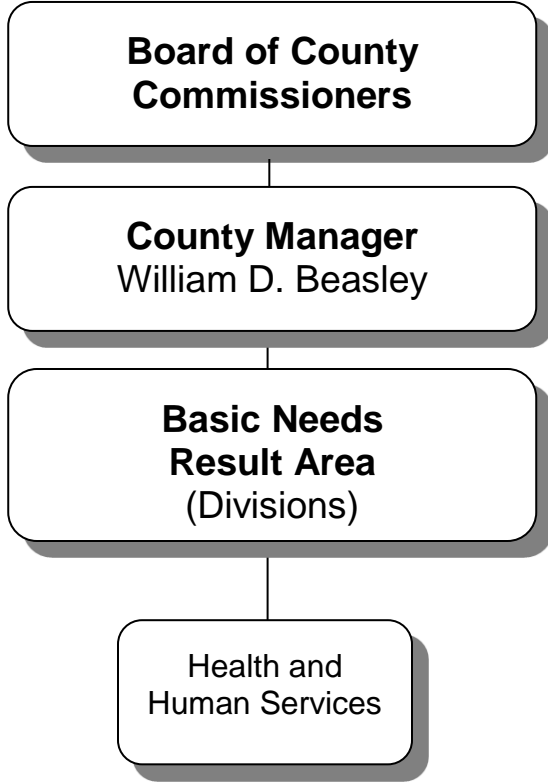 Board of County
Commissioners
County Manager
William D. Beasley
Basic Needs
Result Area
(Divisions)
Health and
Human Services